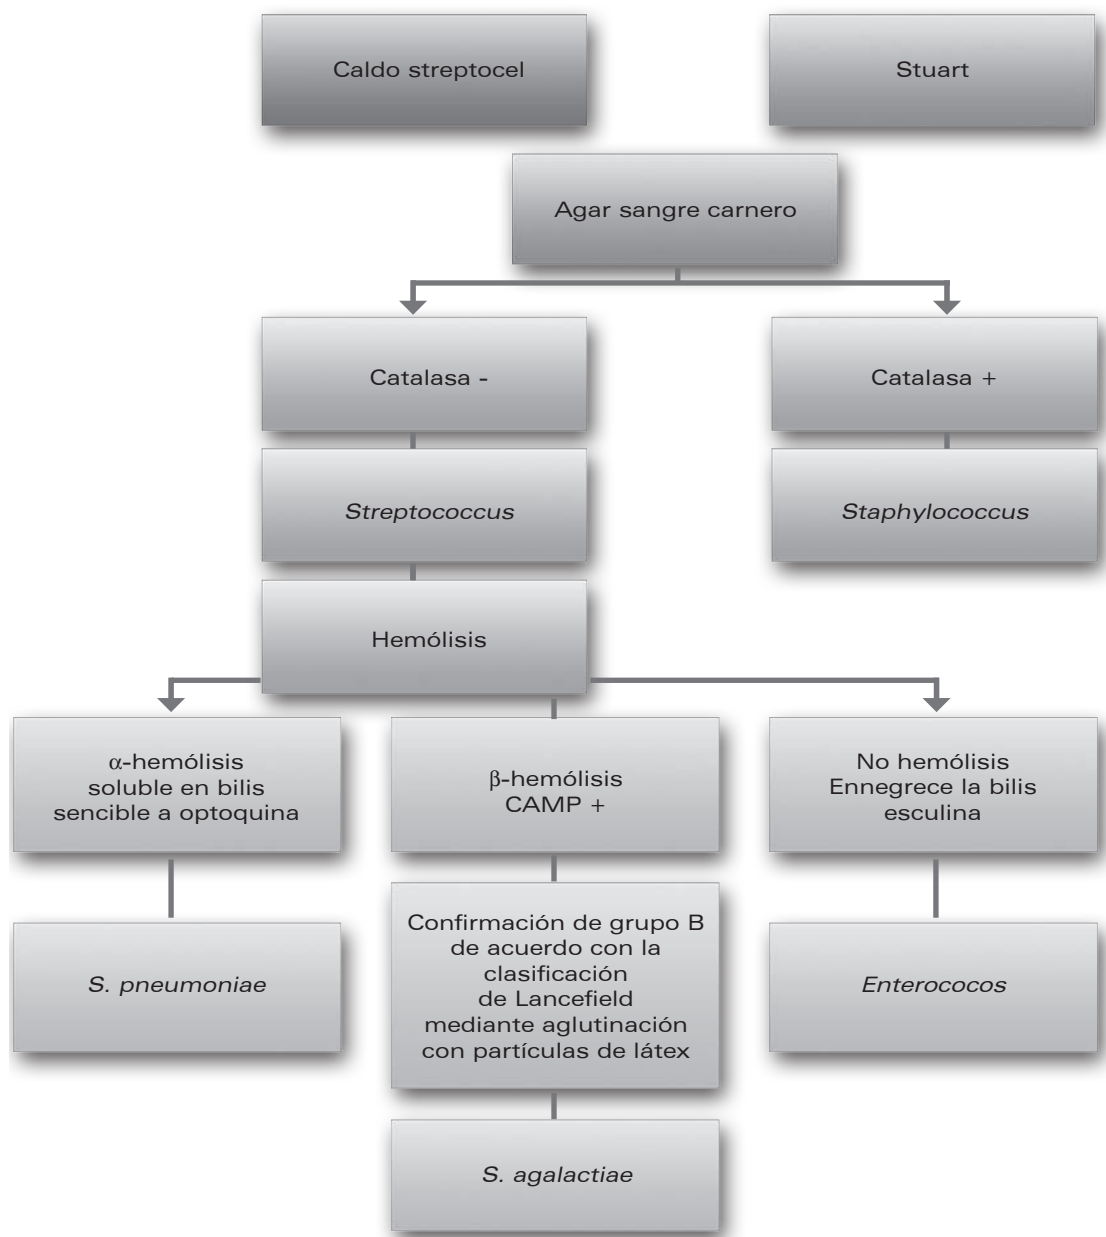 Caldo streptocel
Stuart
Agar sangre carnero
Catalasa -
Catalasa +
Streptococcus
Staphylococcus
Hemólisis
α-hemólisis
soluble en bilis
sencible a optoquina
β-hemólisis
CAMP +
No hemólisis
Ennegrece la bilis
esculina
S. pneumoniae
Confirmación de grupo B
de acuerdo con la
clasificación
de Lancefield
mediante aglutinación
con partículas de látex
Enterococos
S. agalactiae